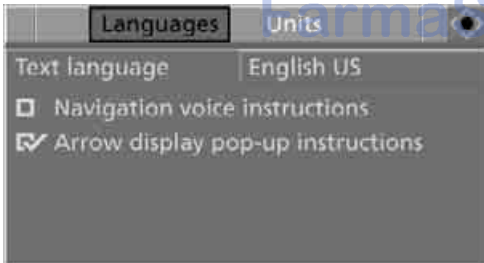 Languages Units
Text language English US
Navigation voice instructions
Arrow display pop-up instructions